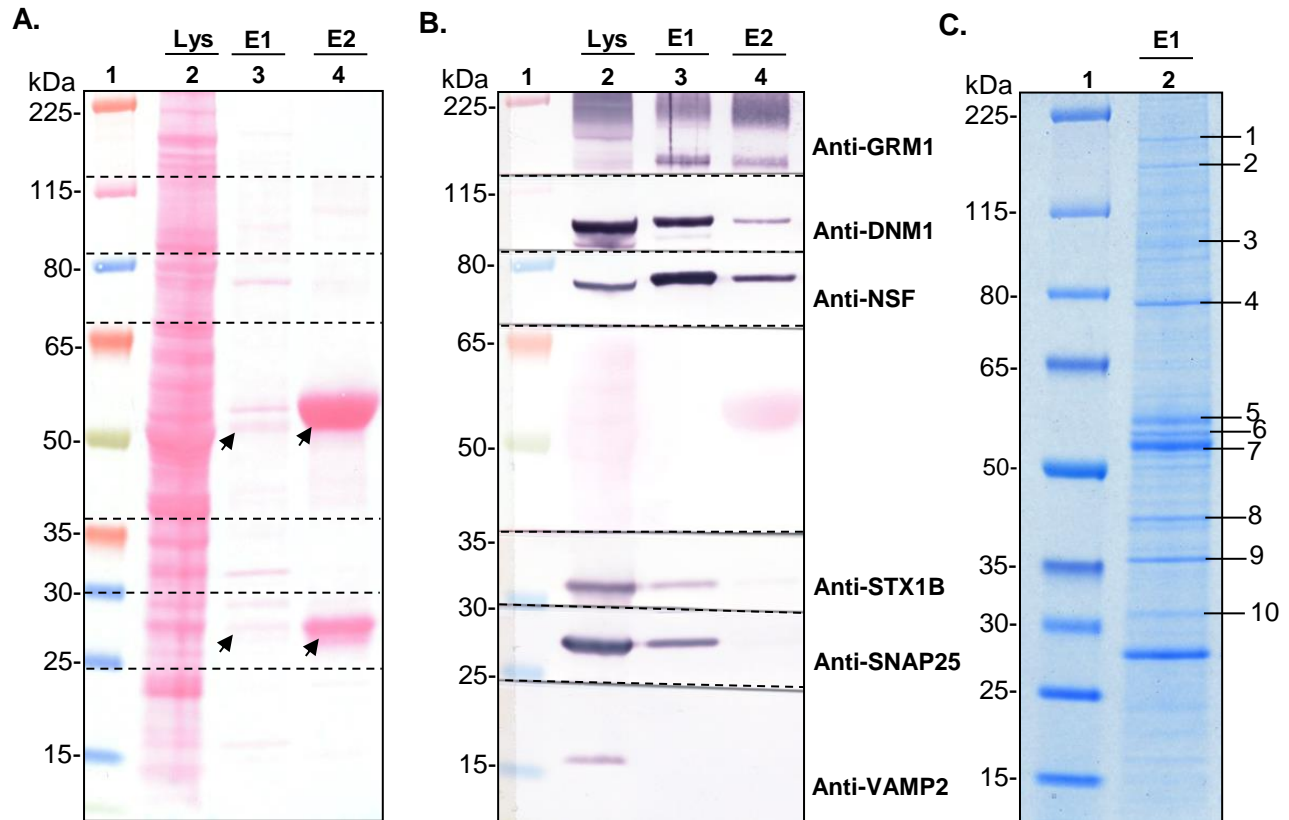 A.
Lys E1 E2
kDa 1 2 3 4
225-
115-
80-
65-
50-
35-
30-
25-
15-
B.
Lys E1 E2
kDa 1 2 3 4
225-
Anti-GRM1
115-
Anti-DNM1
80-
Anti-NSF
65-
50-
35-
Anti-STX1B
30-
Anti-SNAP25
25-
15-
Anti-VAMP2
C.
E1
kDa 1 2
225-
1
2
115-
3
80-
4
65-
5
6
7
50-
8
9
35-
10
30-
25-
15-